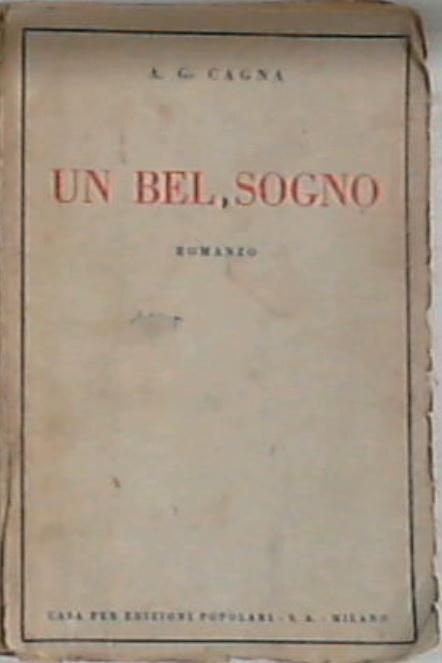 A. G. CAGNA
UN BEL SOGNO
ROMANZO
CASA PER EDIZIONI POPOLARI - S. A. - MILANO